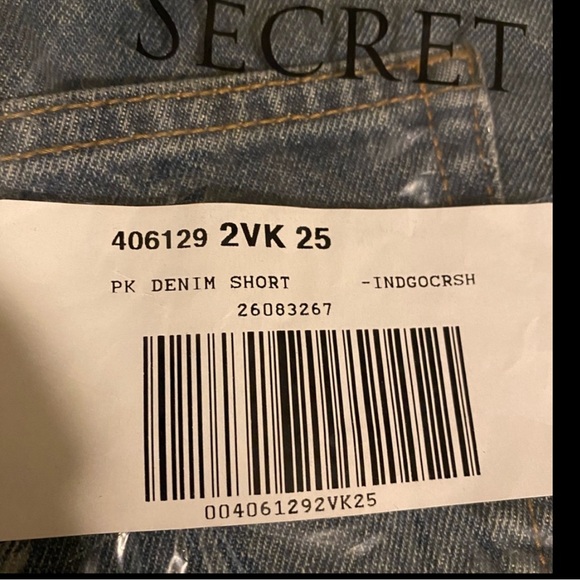 SECRET
406129 2VK 25
PK DENIM SHORT -INDGOCRSH
26083267
004061292VK25